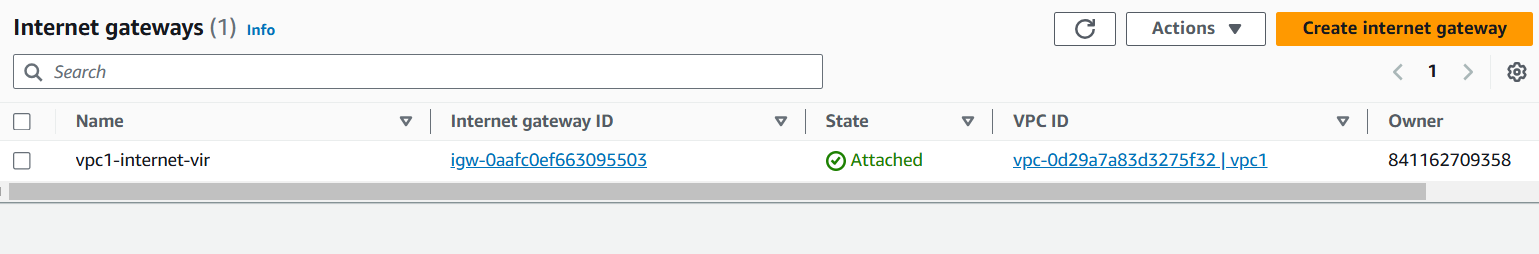 Internet gateways (1) Info
Actions
Create internet gateway
Search
1
Name Internet gateway ID State VPC ID Owner
vpc1-internet-vir igw-0aafc0ef663095503 Attached vpc-0d29a7a83d3275f32 | vpc1 841162709358